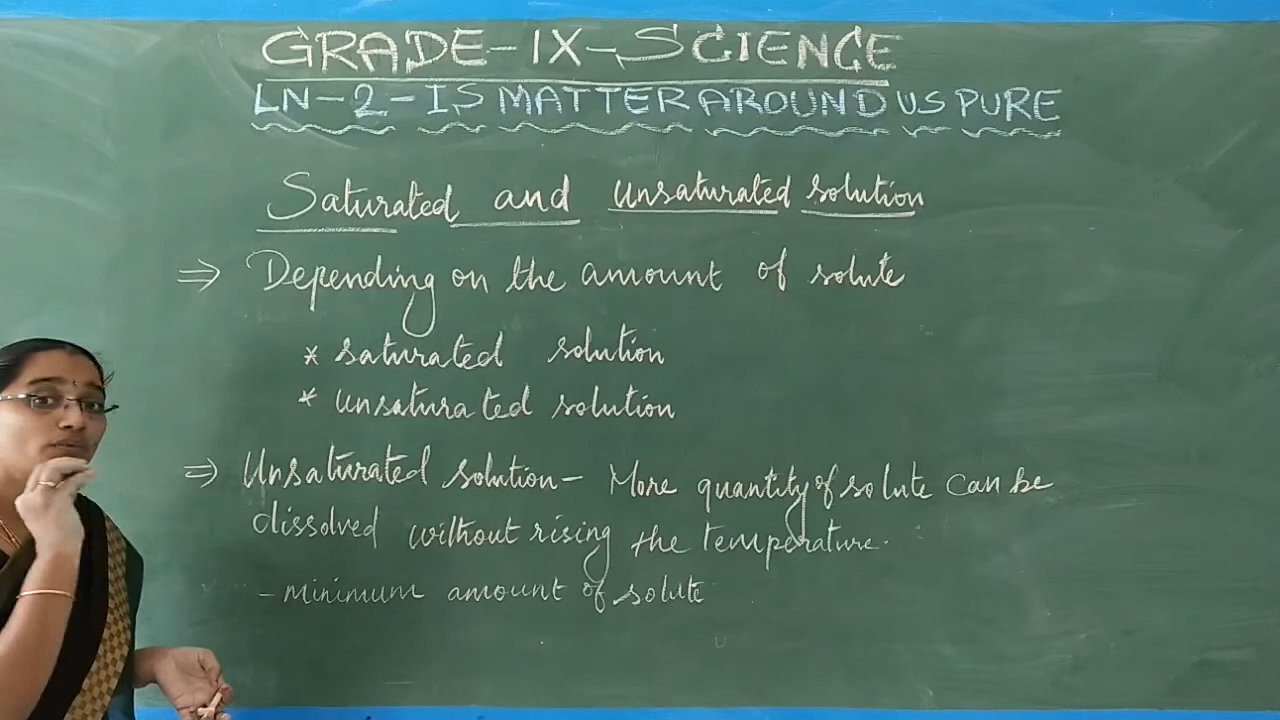 GRADE-IX-SCIENCE
LN-2-IS MATTER AROUND US PURE
Saturated and unsaturated solution
⇒ Depending on the amount of solute
* saturated solution
* unsaturated solution
⇒ Unsaturated solution - More quantity of solute can be
dissolved without rising the temperature.
- minimum amount of solute